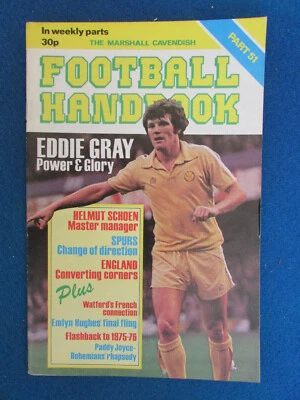 In weekly parts
30p
THE MARSHALL CAVENDISH
PART 51
FOOTBALL
HANDBOOK
EDDIE GRAY
Power & Glory
HELMUT SCHOEN
Master manager
SPURS
Change of direction
ENGLAND
Converting corners
Plus
Watford's French
connection
Emlyn Hughes' final fling
Flashback to 1975-76
Paddy Joyce-
Bohemians' rhapsody